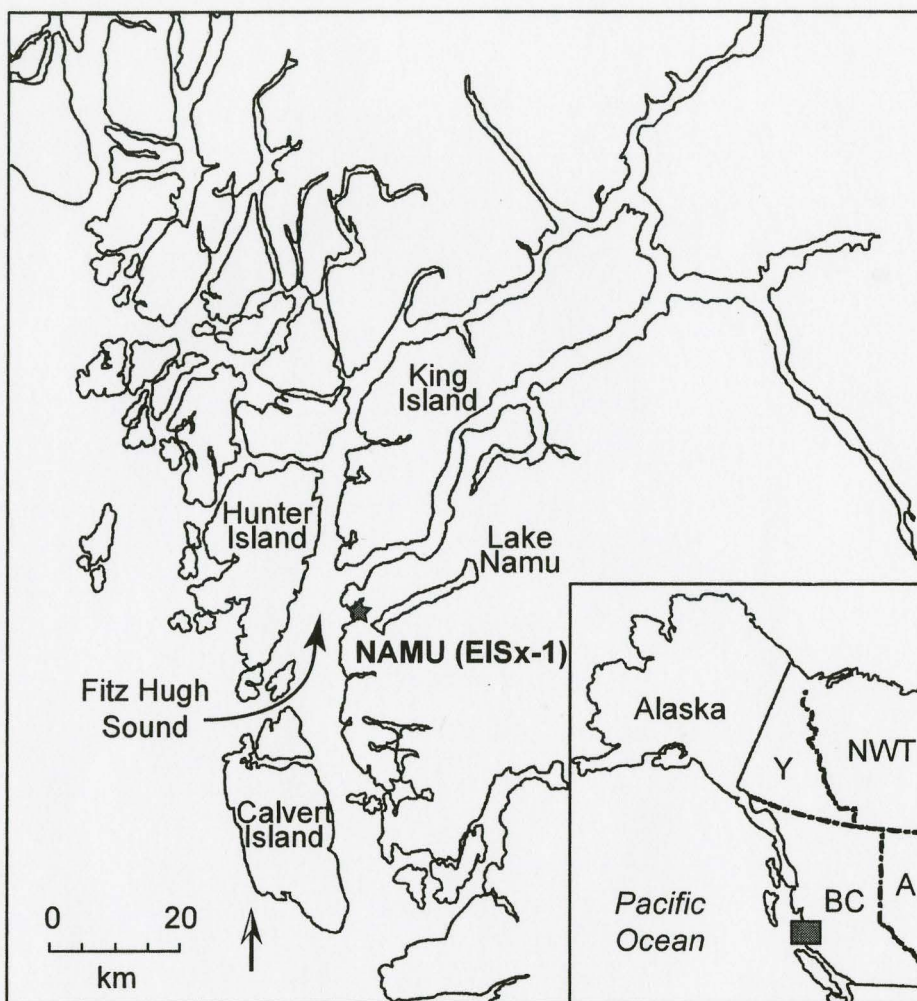 King
Island
Hunter
Island
Lake
Namu
NAMU (EISx-1)
Fitz Hugh
Sound
Calvert
Island
0 20
km
Alaska
Y
NWT
BC
A
Pacific
Ocean